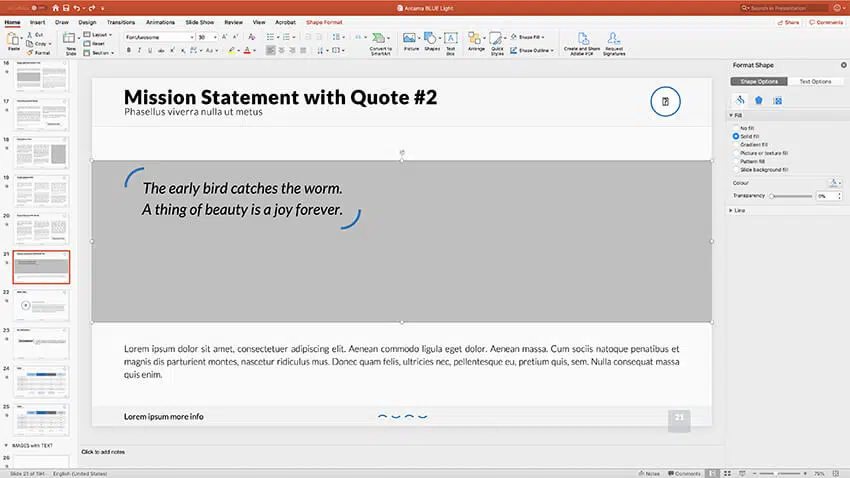 Arcama BLUE Light
Search in Presentation
Home Insert Draw Design Transitions Animations Slide Show Review View Acrobat Shape Format
Share Comments
Paste
Cut
Copy
Format
New Slide
Layout
Reset
Section
Fontawesome 30
Convert to SmartArt
Picture
Shapes
Text Box
Arrange
Quick Styles
Shape Fill
Shape Outline
Create and Share Adobe PDF
Request Signatures
16
17
18
19
20
21
22
23
24
25
IMAGES with TEXT
26
Mission Statement with Quote #2
Phasellus viverra nulla ut metus
The early bird catches the worm.
A thing of beauty is a joy forever.
Lorem ipsum dolor sit amet, consectetuer adipiscing elit. Aenean commodo ligula eget dolor. Aenean massa. Cum sociis natoque penatibus et
magnis dis parturient montes, nascetur ridiculus mus. Donec quam felis, ultricies nec, pellentesque eu, pretium quis, sem. Nulla consequat massa
quis enim.
Lorem ipsum more info
21
Click to add notes
Format Shape
Shape Options Text Options
Fill
No fill
Solid fill
Gradient fill
Picture or texture fill
Pattern fill
Slide background fill
Colour
Transparency 0%
Line
Slide 21 of 194 English (United States)
Notes Comments 79%